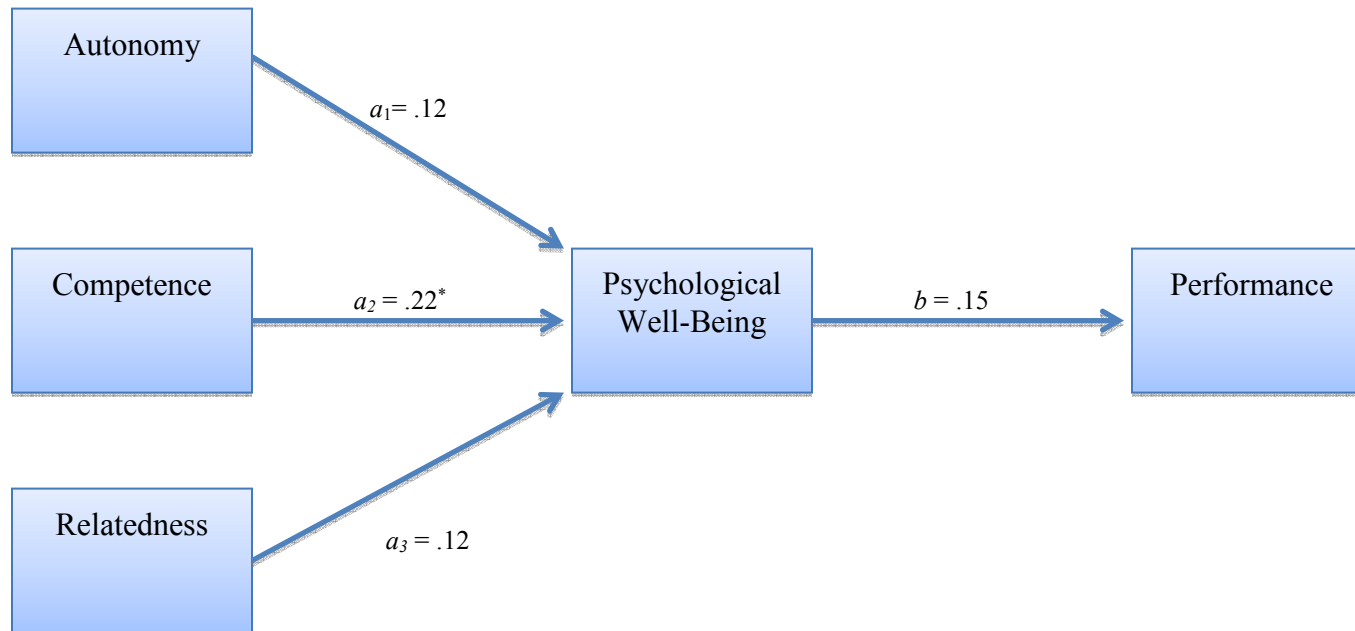 Autonomy
a₁= .12
Competence
a₂ = .22*
Psychological
Well-Being
b = .15
Performance
Relatedness
a₃ = .12